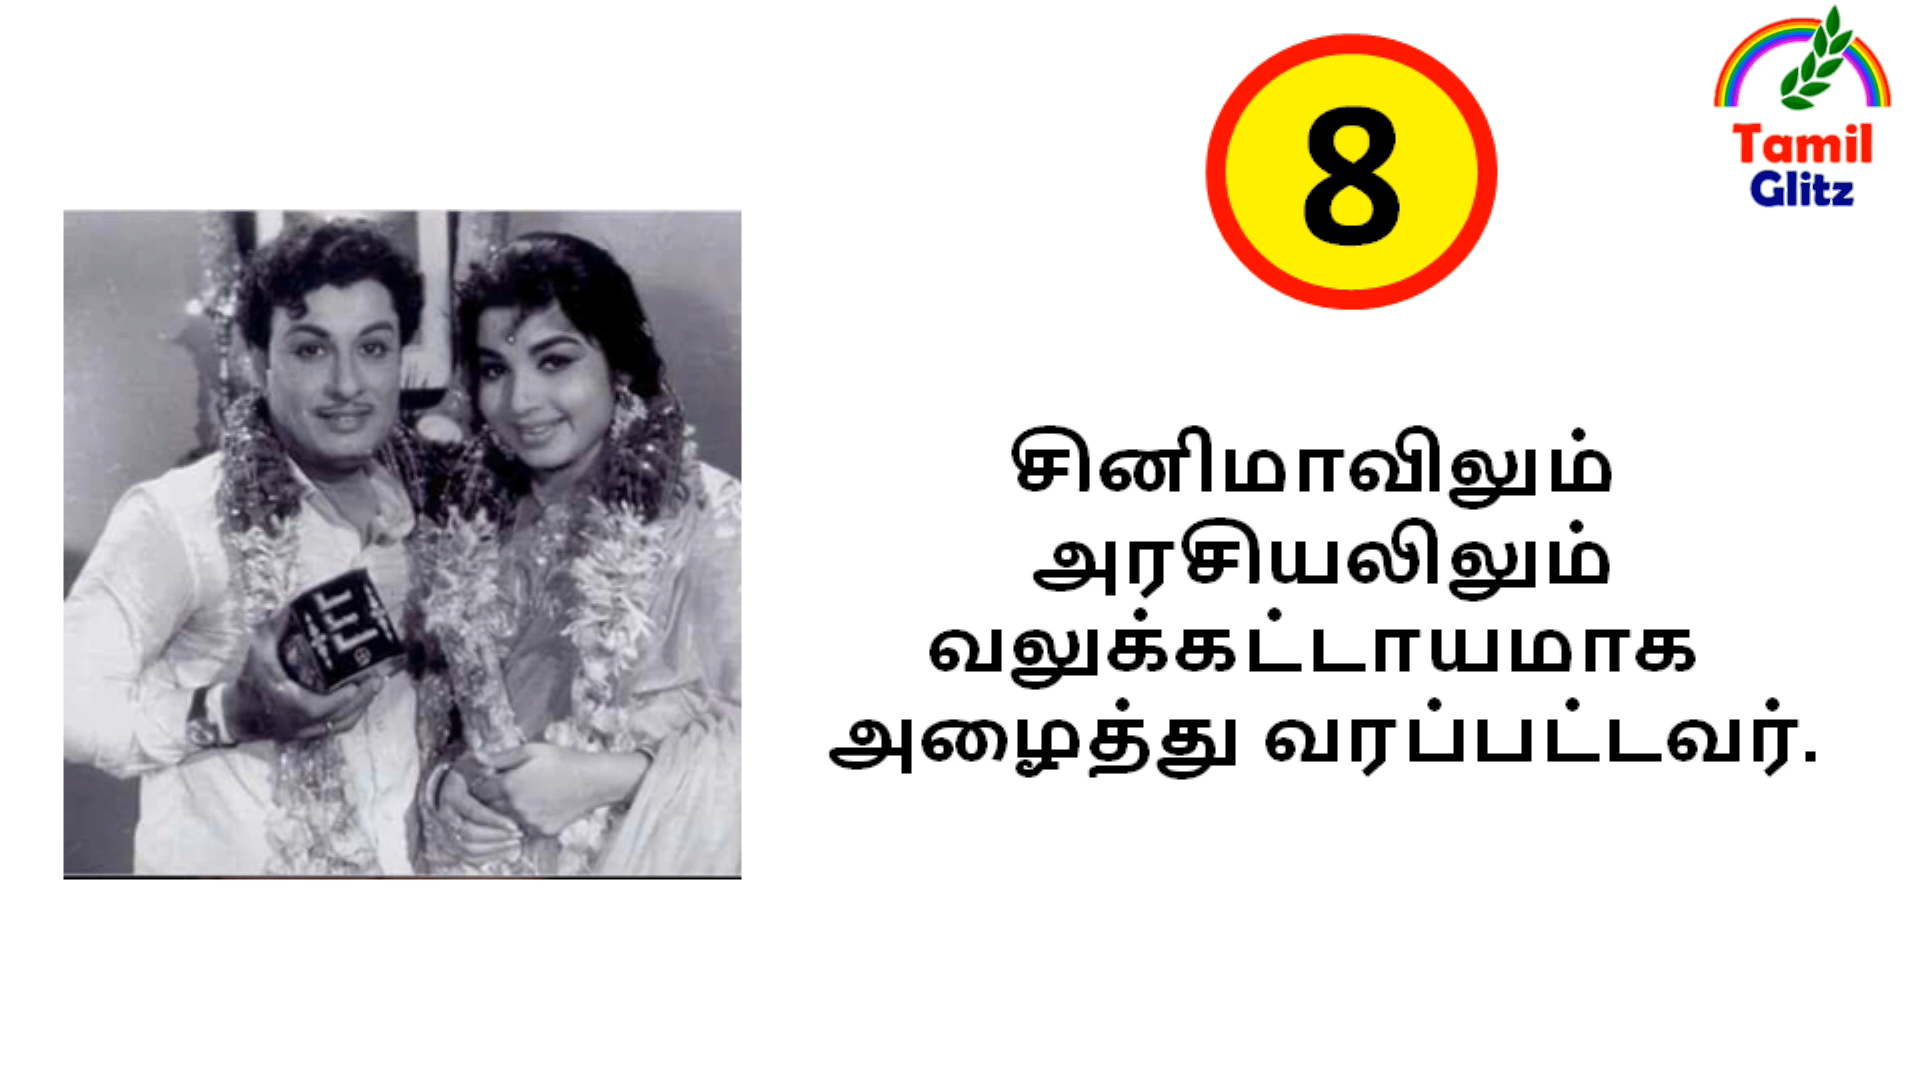 8
Tamil
Glitz
சினிமாவிலும்
அரசியலிலும்
வலுக்கட்டாயமாக
அழைத்து வரப்பட்டவர்.